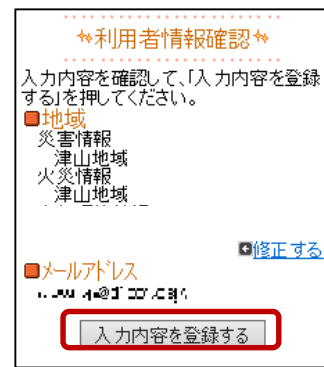 利用者情報確認
入力内容を確認して、「入力内容を登録
する」を押してください。
■地域
災害情報
津山地域
火災情報
津山地域
修正する
■メールアドレス
入力内容を登録する